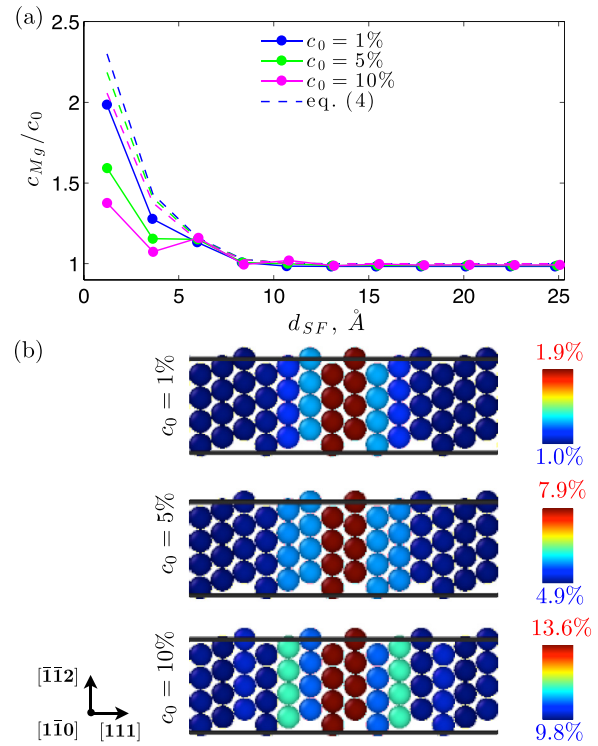 (a)
2.5
2
1.5
1
c_{Mg}/c_0
c_0 = 1%
c_0 = 5%
c_0 = 10%
eq. (4)
0 5 10 15 20 25
d_{SF}, Å
(b)
c_0 = 1%
1.9%
1.0%
c_0 = 5%
7.9%
4.9%
c_0 = 10%
13.6%
9.8%
[1̄1̄2]
[11̄0] [111]